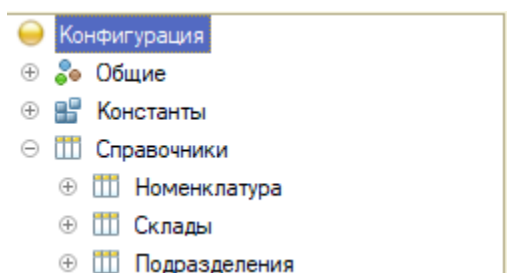 Конфигурация
Общие
Константы
Справочники
Номенклатура
Склады
Подразделения